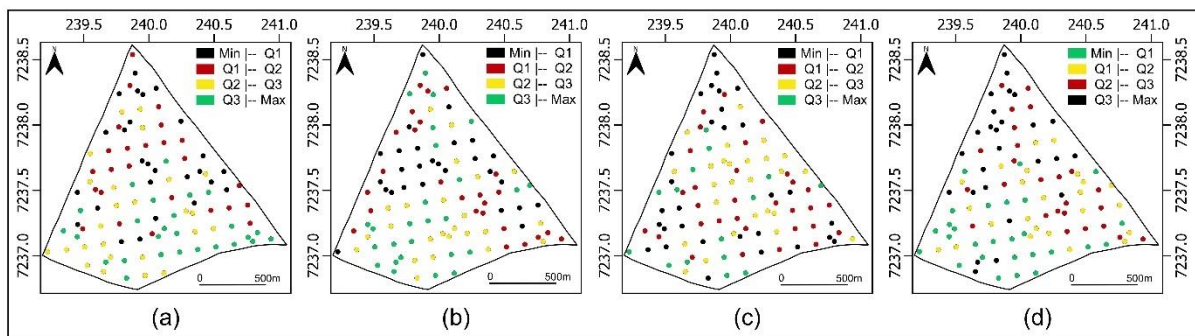 239.5 240.0 240.5 241.0
239.5 240.0 240.5 241.0
239.5 240.0 240.5 241.0
239.5 240.0 240.5 241.0
7238.5
7238.0
7237.5
7237.0
N
Min |-- Q1
Q1 |-- Q2
Q2 |-- Q3
Q3 |-- Max
0 500m
(a)
7238.5
7238.0
7237.5
7237.0
N
Min |-- Q1
Q1 |-- Q2
Q2 |-- Q3
Q3 |-- Max
0 500m
(b)
7238.5
7238.0
7237.5
7237.0
N
Min |-- Q1
Q1 |-- Q2
Q2 |-- Q3
Q3 |-- Max
0 500m
(c)
7238.5
7238.0
7237.5
7237.0
N
Min |-- Q1
Q1 |-- Q2
Q2 |-- Q3
Q3 |-- Max
0 500m
(d)